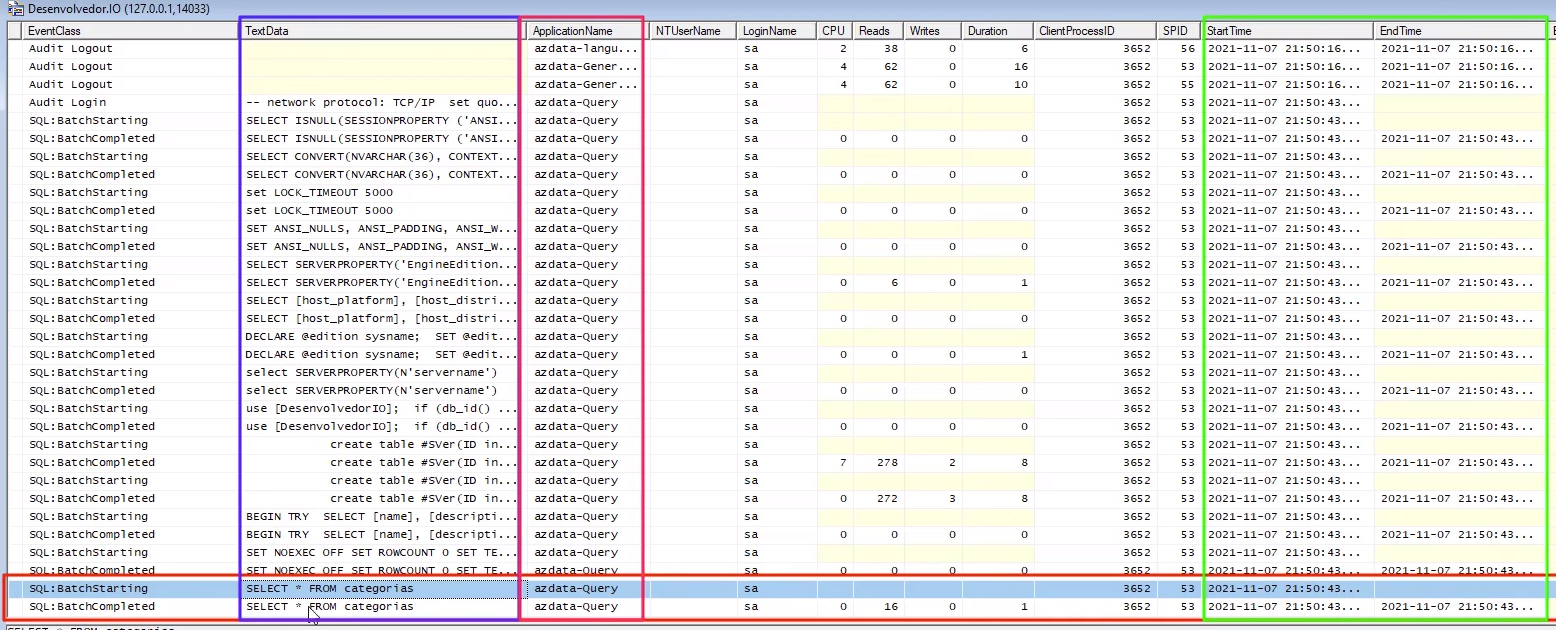 Desenvolvedor.IO (127.0.0.1,14033)
EventClass TextData ApplicationName NTUserName LoginName CPU Reads Writes Duration ClientProcessID SPID StartTime EndTime
Audit Logout azdata-langu... sa 2 38 0 6 3652 56 2021-11-07 21:50:16... 2021-11-07 21:50:16...
Audit Logout azdata-Gener... sa 4 62 0 16 3652 53 2021-11-07 21:50:16... 2021-11-07 21:50:16...
Audit Logout azdata-Gener... sa 4 62 0 10 3652 55 2021-11-07 21:50:16... 2021-11-07 21:50:16...
Audit Login -- network protocol: TCP/IP set quo... azdata-Query sa 3652 53 2021-11-07 21:50:43...
SQL:BatchStarting SELECT ISNULL(SESSIONPROPERTY ('ANSI... azdata-Query sa 3652 53 2021-11-07 21:50:43...
SQL:BatchCompleted SELECT ISNULL(SESSIONPROPERTY ('ANSI... azdata-Query sa 0 0 0 0 3652 53 2021-11-07 21:50:43... 2021-11-07 21:50:43...
SQL:BatchStarting SELECT CONVERT(NVARCHAR(36), CONTEXT... azdata-Query sa 3652 53 2021-11-07 21:50:43...
SQL:BatchCompleted SELECT CONVERT(NVARCHAR(36), CONTEXT... azdata-Query sa 0 0 0 0 3652 53 2021-11-07 21:50:43... 2021-11-07 21:50:43...
SQL:BatchStarting set LOCK_TIMEOUT 5000 azdata-Query sa 3652 53 2021-11-07 21:50:43...
SQL:BatchCompleted set LOCK_TIMEOUT 5000 azdata-Query sa 0 0 0 0 3652 53 2021-11-07 21:50:43... 2021-11-07 21:50:43...
SQL:BatchStarting SET ANSI_NULLS, ANSI_PADDING, ANSI_W... azdata-Query sa 3652 53 2021-11-07 21:50:43...
SQL:BatchCompleted SET ANSI_NULLS, ANSI_PADDING, ANSI_W... azdata-Query sa 0 0 0 0 3652 53 2021-11-07 21:50:43... 2021-11-07 21:50:43...
SQL:BatchStarting SELECT SERVERPROPERTY('EngineEdition... azdata-Query sa 3652 53 2021-11-07 21:50:43...
SQL:BatchCompleted SELECT SERVERPROPERTY('EngineEdition... azdata-Query sa 0 6 0 1 3652 53 2021-11-07 21:50:43... 2021-11-07 21:50:43...
SQL:BatchStarting SELECT [host_platform], [host_distri... azdata-Query sa 3652 53 2021-11-07 21:50:43...
SQL:BatchCompleted SELECT [host_platform], [host_distri... azdata-Query sa 0 0 0 0 3652 53 2021-11-07 21:50:43... 2021-11-07 21:50:43...
SQL:BatchStarting DECLARE @edition sysname; SET @edit... azdata-Query sa 3652 53 2021-11-07 21:50:43...
SQL:BatchCompleted DECLARE @edition sysname; SET @edit... azdata-Query sa 0 0 0 1 3652 53 2021-11-07 21:50:43... 2021-11-07 21:50:43...
SQL:BatchStarting select SERVERPROPERTY(N'servername') azdata-Query sa 3652 53 2021-11-07 21:50:43...
SQL:BatchCompleted select SERVERPROPERTY(N'servername') azdata-Query sa 0 0 0 0 3652 53 2021-11-07 21:50:43... 2021-11-07 21:50:43...
SQL:BatchStarting use [DesenvolvedorIO]; if (db_id() ... azdata-Query sa 3652 53 2021-11-07 21:50:43...
SQL:BatchCompleted use [DesenvolvedorIO]; if (db_id() ... azdata-Query sa 0 0 0 0 3652 53 2021-11-07 21:50:43... 2021-11-07 21:50:43...
SQL:BatchStarting create table #SVer(ID in... azdata-Query sa 3652 53 2021-11-07 21:50:43...
SQL:BatchCompleted create table #SVer(ID in... azdata-Query sa 7 278 2 8 3652 53 2021-11-07 21:50:43... 2021-11-07 21:50:43...
SQL:BatchStarting create table #SVer(ID in... azdata-Query sa 3652 53 2021-11-07 21:50:43...
SQL:BatchCompleted create table #SVer(ID in... azdata-Query sa 0 272 3 8 3652 53 2021-11-07 21:50:43... 2021-11-07 21:50:43...
SQL:BatchStarting BEGIN TRY SELECT [name], [descripti... azdata-Query sa 3652 53 2021-11-07 21:50:43...
SQL:BatchCompleted BEGIN TRY SELECT [name], [descripti... azdata-Query sa 0 0 0 0 3652 53 2021-11-07 21:50:43... 2021-11-07 21:50:43...
SQL:BatchStarting SET NOEXEC OFF SET ROWCOUNT 0 SET TE... azdata-Query sa 3652 53 2021-11-07 21:50:43...
SQL:BatchCompleted SET NOEXEC OFF SET ROWCOUNT 0 SET TE... azdata-Query sa 0 0 0 0 3652 53 2021-11-07 21:50:43... 2021-11-07 21:50:43...
SQL:BatchStarting SELECT * FROM categorias azdata-Query sa 3652 53 2021-11-07 21:50:43...
SQL:BatchCompleted SELECT * FROM categorias azdata-Query sa 0 16 0 1 3652 53 2021-11-07 21:50:43... 2021-11-07 21:50:43...
SELECT * FROM categorias